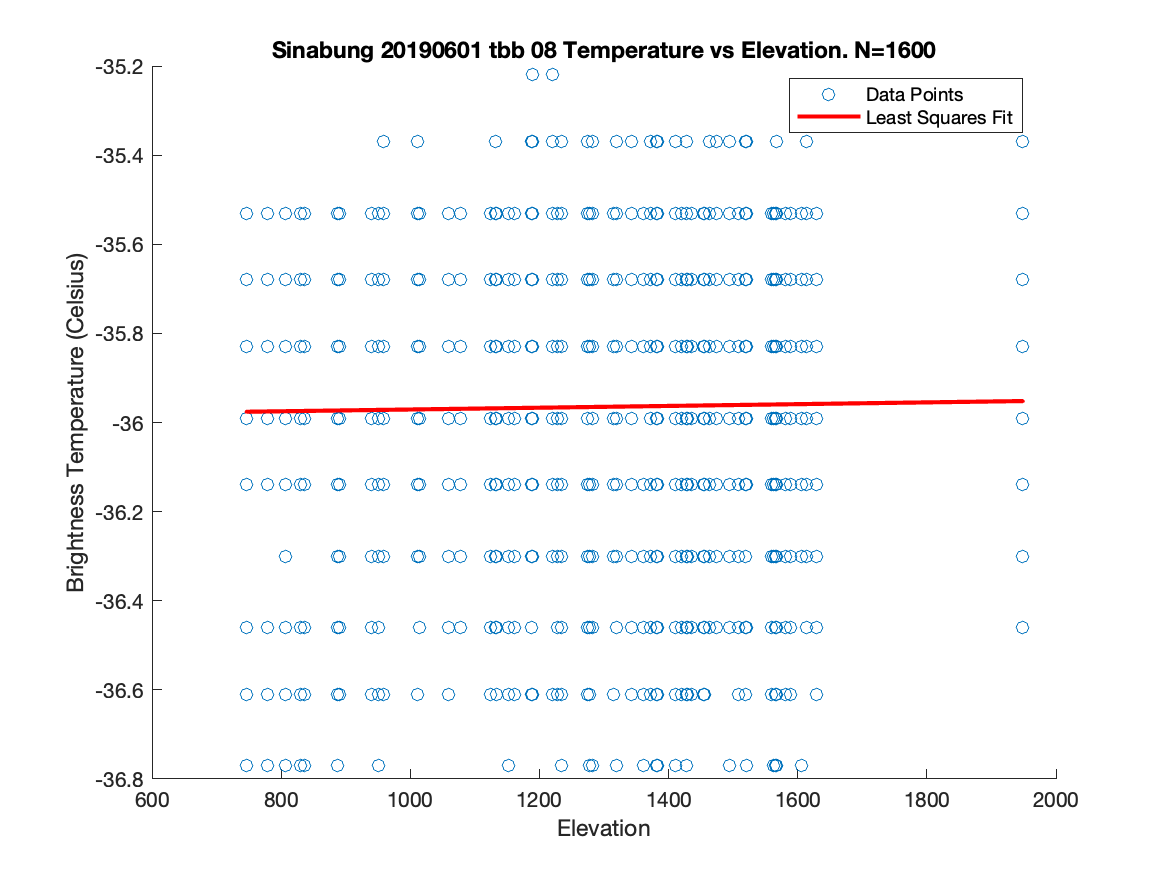 Sinabung 20190601 tbb 08 Temperature vs Elevation. N=1600
Data Points
Least Squares Fit
Brightness Temperature (Celsius)
-35.2
-35.4
-35.6
-35.8
-36
-36.2
-36.4
-36.6
-36.8
600 800 1000 1200 1400 1600 1800 2000
Elevation